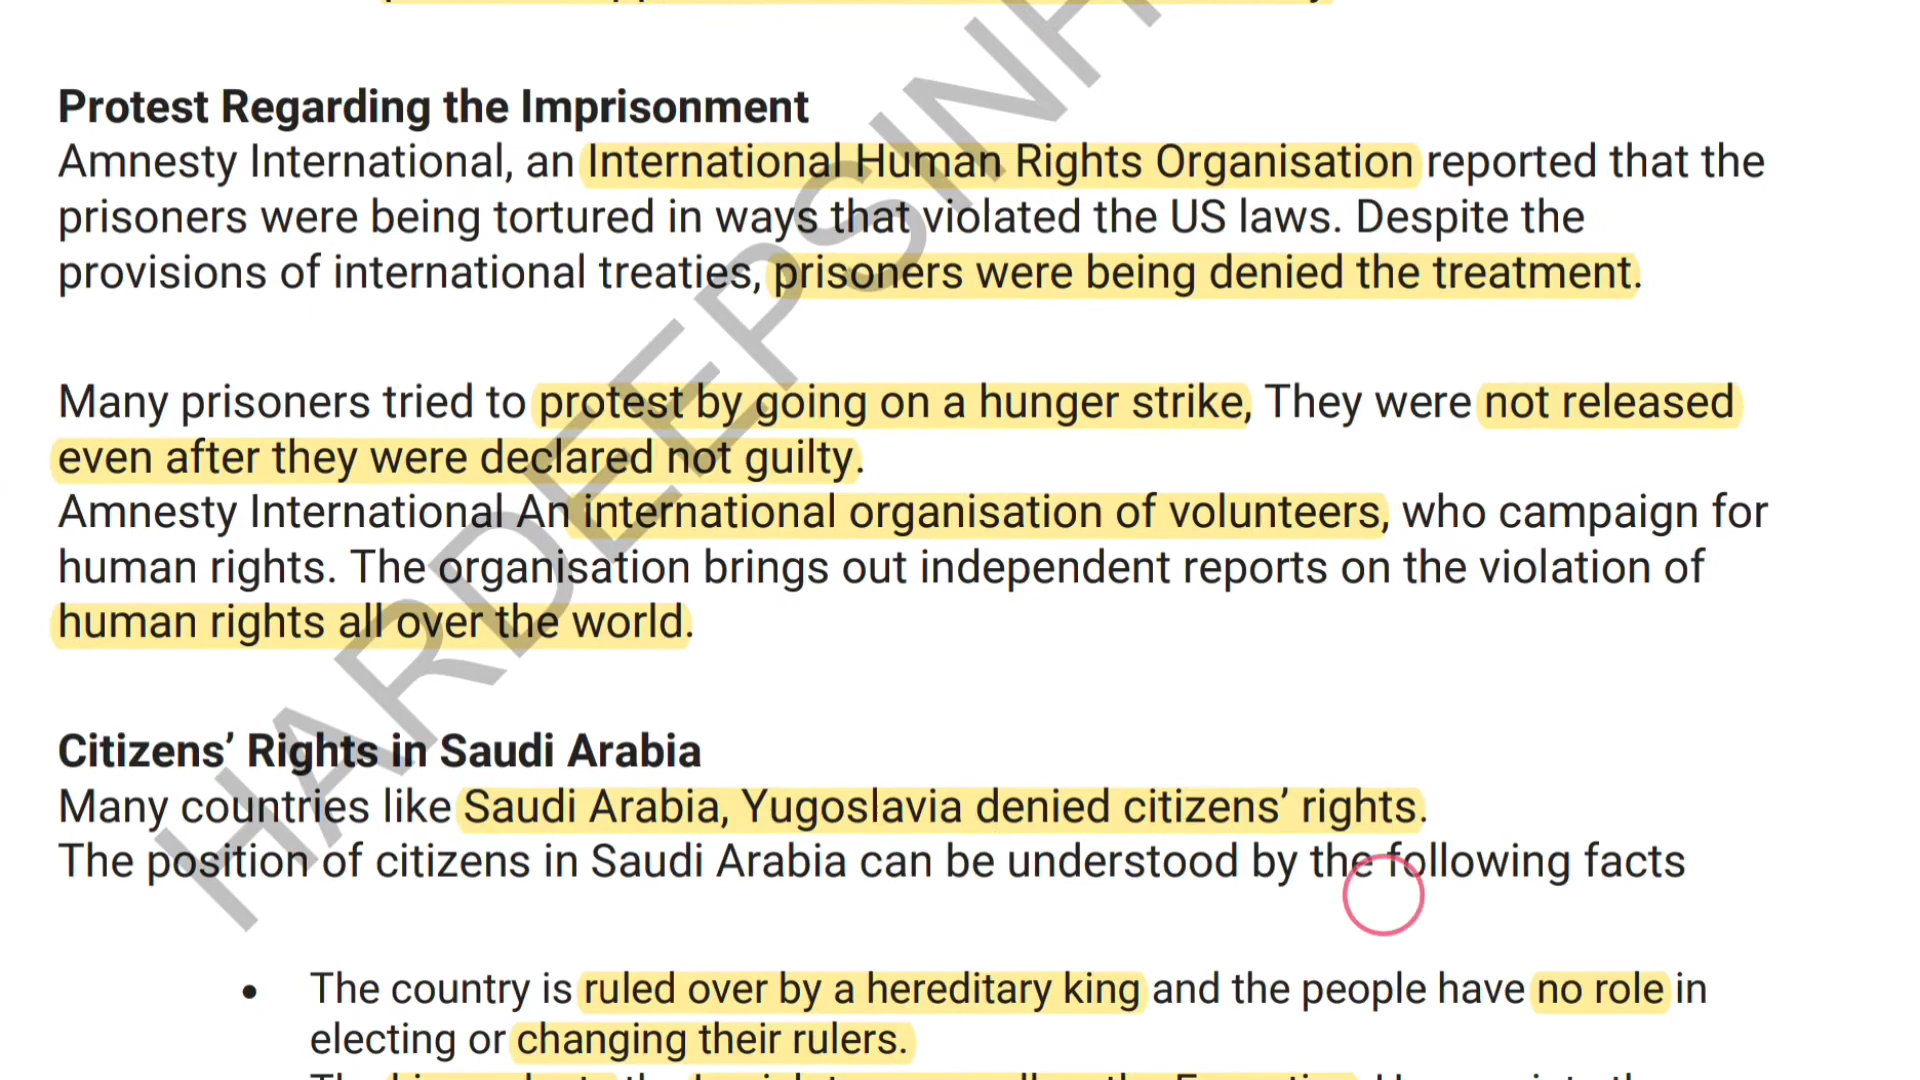 Protest Regarding the Imprisonment
Amnesty International, an International Human Rights Organisation reported that the
prisoners were being tortured in ways that violated the US laws. Despite the
provisions of international treaties, prisoners were being denied the treatment.
Many prisoners tried to protest by going on a hunger strike, They were not released
even after they were declared not guilty.
Amnesty International An international organisation of volunteers, who campaign for
human rights. The organisation brings out independent reports on the violation of
human rights all over the world.
Citizens’ Rights in Saudi Arabia
Many countries like Saudi Arabia, Yugoslavia denied citizens’ rights.
The position of citizens in Saudi Arabia can be understood by the following facts
• The country is ruled over by a hereditary king and the people have no role in
electing or changing their rulers.
HARDEEPSINH